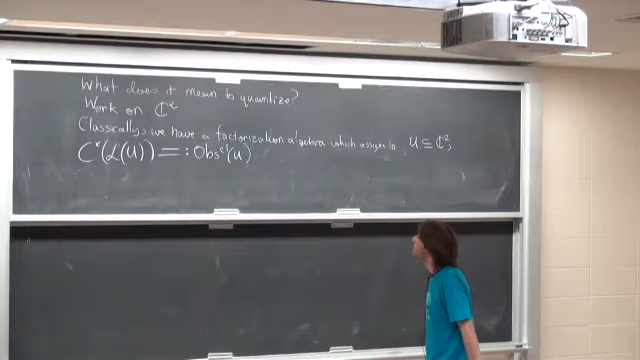 What does it mean to quantize?
Work on ℂ².
Classically, we have a factorization algebra which assigns to U ⊆ ℂ²,
C*(ℒ(U)) =: Obs^cl(U)